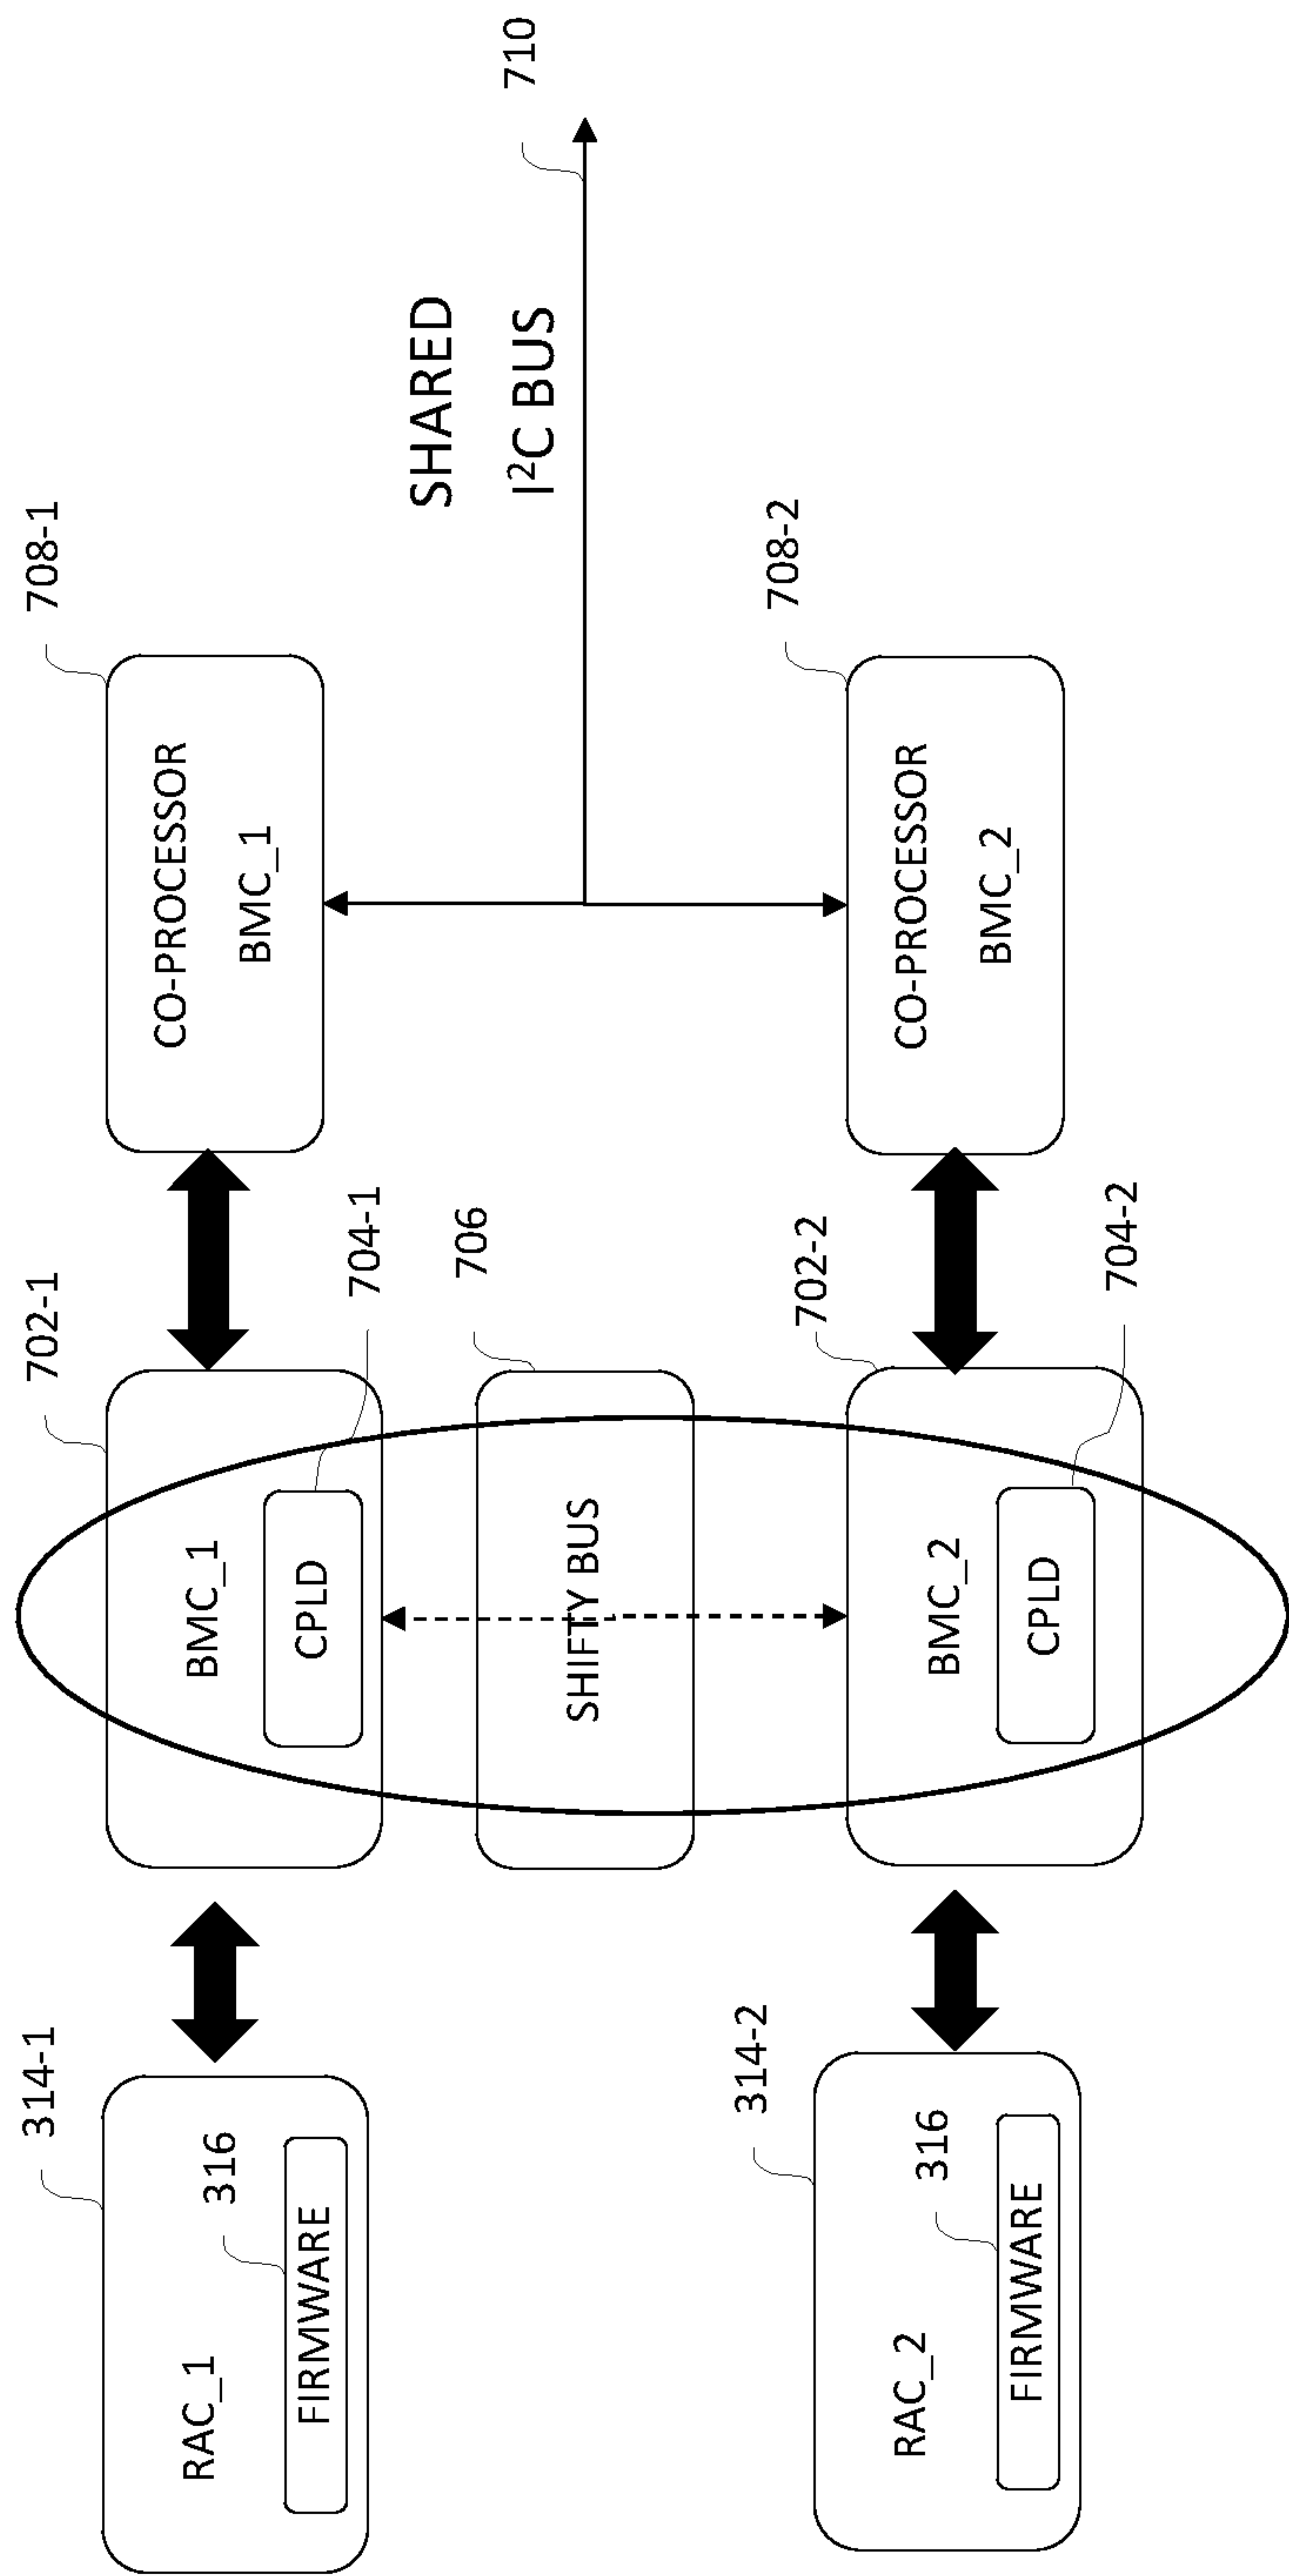 314-1
RAC_1
316
FIRMWARE
702-1
BMC_1
CPLD
704-1
708-1
CO-PROCESSOR
BMC_1
706
SHIFTY BUS
SHARED
I²C BUS
710
314-2
RAC_2
316
FIRMWARE
702-2
BMC_2
CPLD
704-2
708-2
CO-PROCESSOR
BMC_2